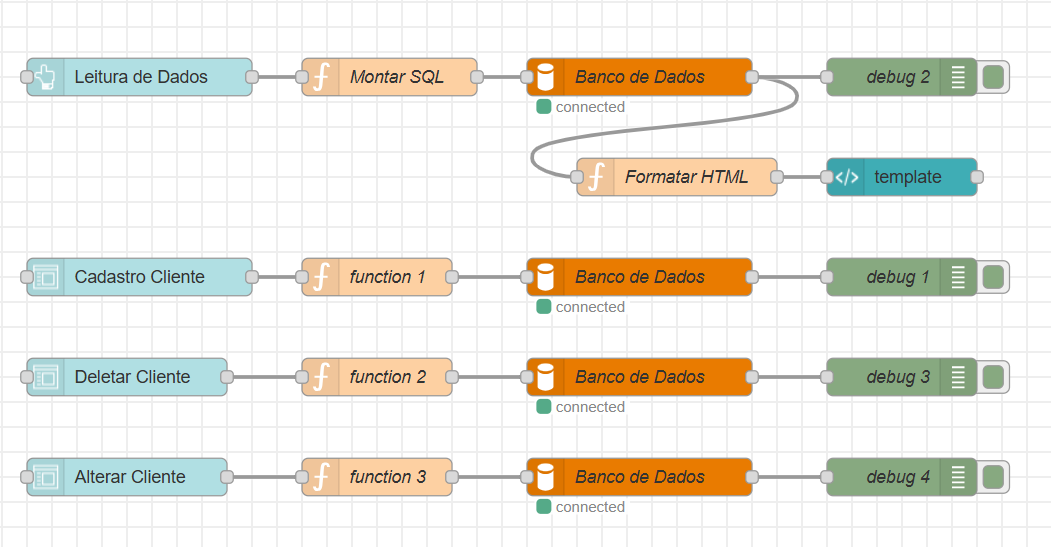 Leitura de Dados
Montar SQL
Banco de Dados
debug 2
connected
Formatar HTML
template
Cadastro Cliente
function 1
Banco de Dados
debug 1
connected
Deletar Cliente
function 2
Banco de Dados
debug 3
connected
Alterar Cliente
function 3
Banco de Dados
debug 4
connected